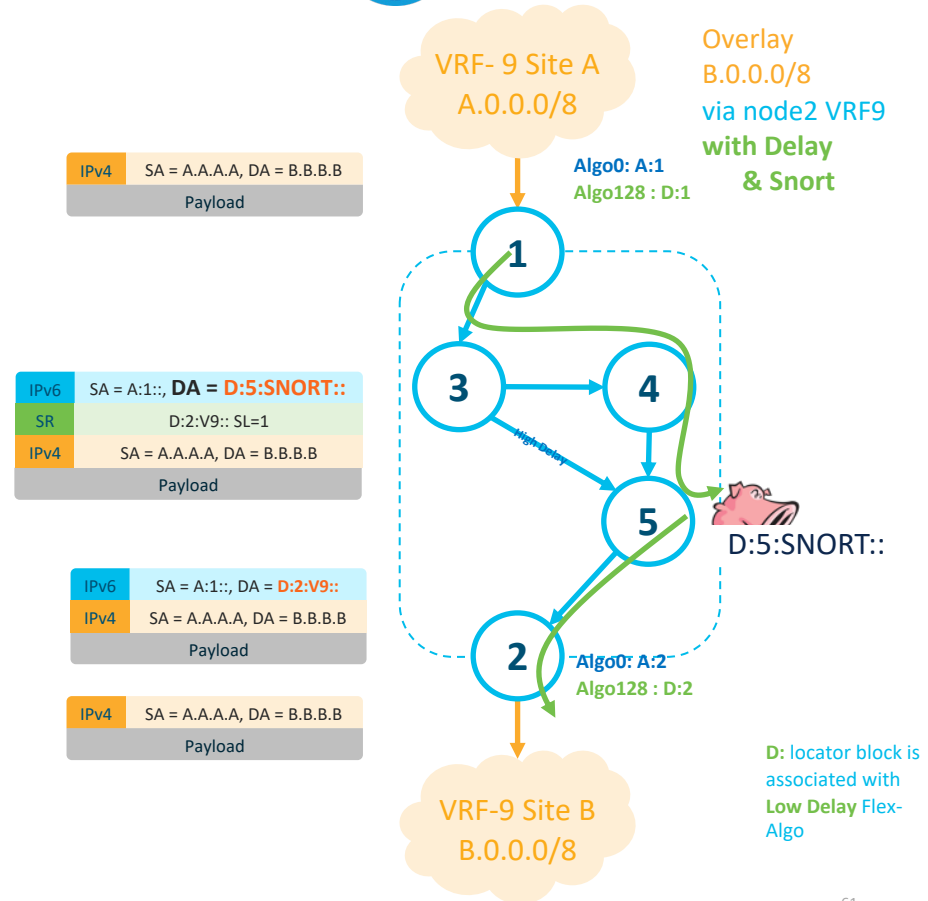 VRF- 9 Site A
A.0.0.0/8
Overlay
B.0.0.0/8
via node2 VRF9
with Delay
& Snort
IPv4 SA = A.A.A.A, DA = B.B.B.B
Payload
Algo0: A:1
Algo128 : D:1
1
3
4
High Delay
5
IPv6 SA = A:1::, DA = D:5:SNORT::
SR D:2:V9:: SL=1
IPv4 SA = A.A.A.A, DA = B.B.B.B
Payload
D:5:SNORT::
IPv6 SA = A:1::, DA = D:2:V9::
IPv4 SA = A.A.A.A, DA = B.B.B.B
Payload
2
Algo0: A:2
Algo128 : D:2
IPv4 SA = A.A.A.A, DA = B.B.B.B
Payload
VRF-9 Site B
B.0.0.0/8
D: locator block is
associated with
Low Delay Flex-
Algo